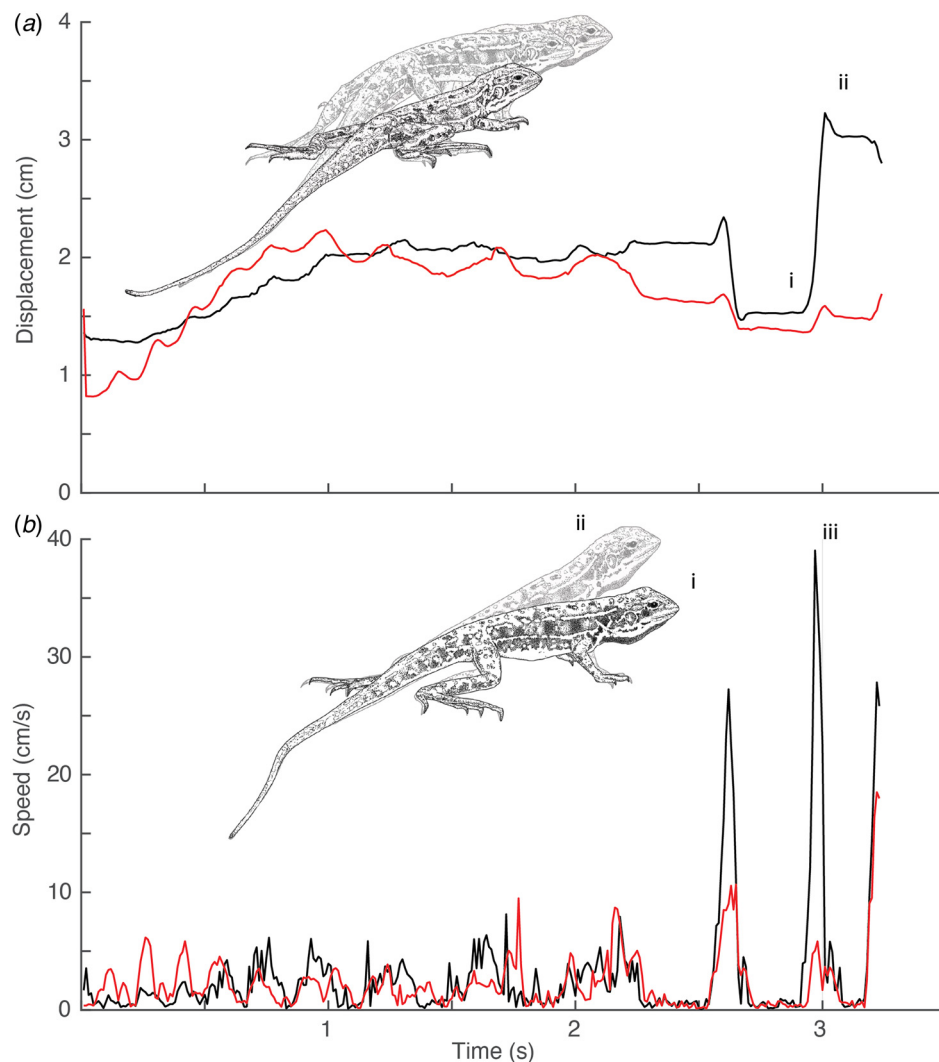 (a)
4
3
2
1
0
Displacement (cm)
i
ii
(b)
40
30
20
10
0
Speed (cm/s)
ii
i
iii
1
2
3
Time (s)